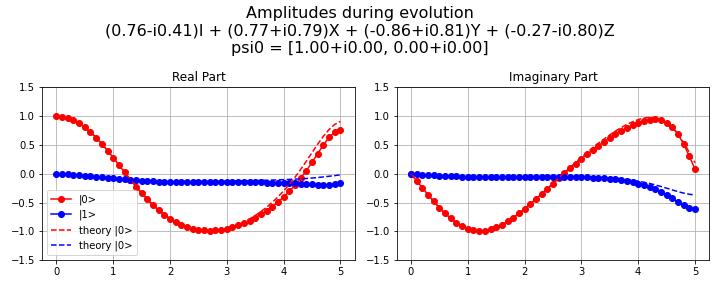 Amplitudes during evolution
(0.76-i0.41)I + (0.77+i0.79)X + (-0.86+i0.81)Y + (-0.27-i0.80)Z
psi0 = [1.00+i0.00, 0.00+i0.00]
Real Part
1.5
1.0
0.5
0.0
−0.5
−1.0
−1.5
|0>
|1>
theory |0>
theory |0>
0 1 2 3 4 5
Imaginary Part
1.5
1.0
0.5
0.0
−0.5
−1.0
−1.5
0 1 2 3 4 5